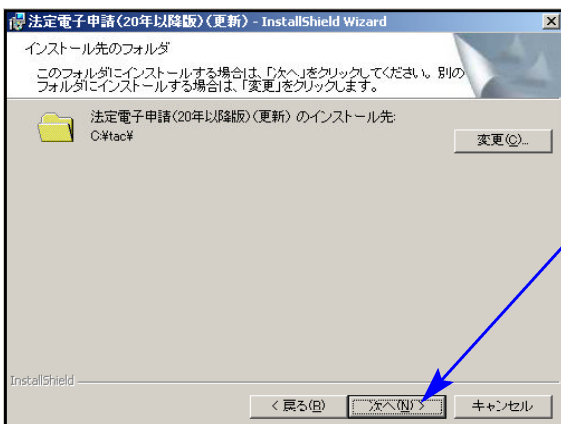 法定電子申請(20年以降版)(更新) - InstallShield Wizard
インストール先のフォルダ
このフォルダにインストールする場合は、「次へ」をクリックしてください。別の
フォルダにインストールする場合は、「変更」をクリックします。
法定電子申請(20年以降版)(更新) のインストール先:
C:¥tac¥
変更(C)...
InstallShield
< 戻る(B)
次へ(N) >
キャンセル